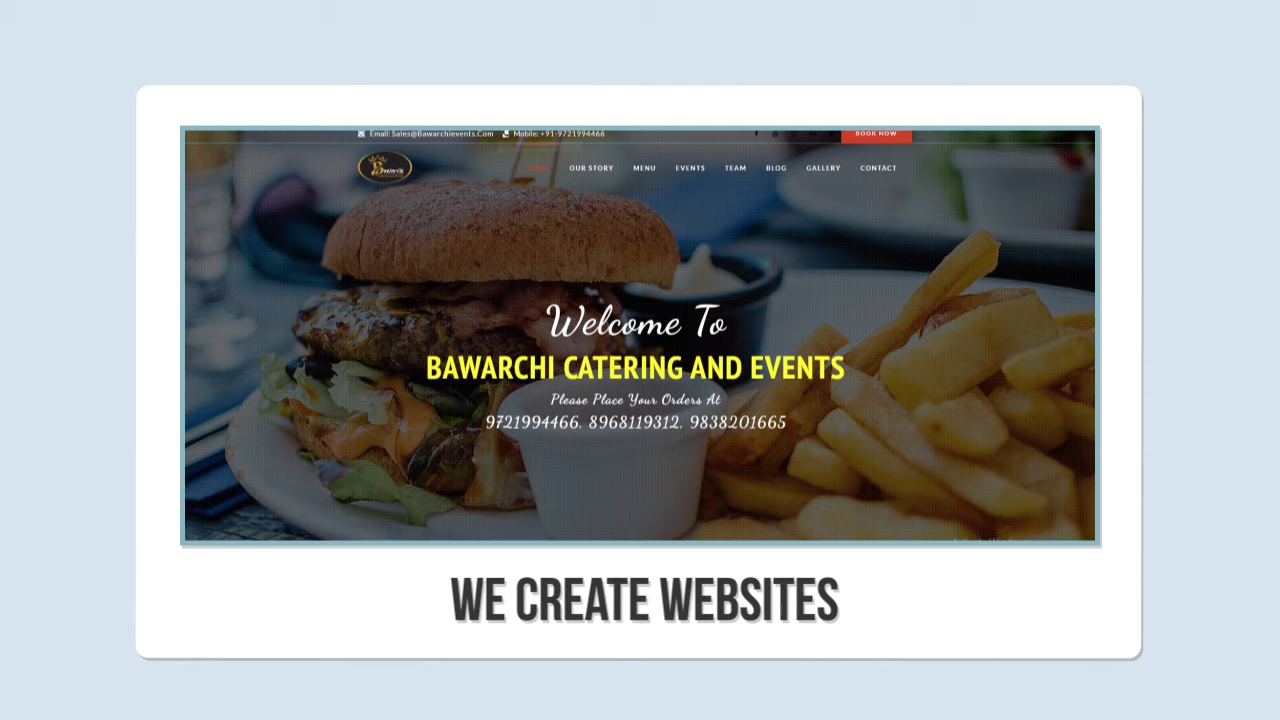 Email: Sales@Bawarchievents.Com Mobile: +91-9721994466 BOOK NOW
HOME OUR STORY MENU EVENTS TEAM BLOG GALLERY CONTACT
Welcome To
BAWARCHI CATERING AND EVENTS
Please Place Your Orders At
9721994466, 8968119312, 9838201665
WE CREATE WEBSITES